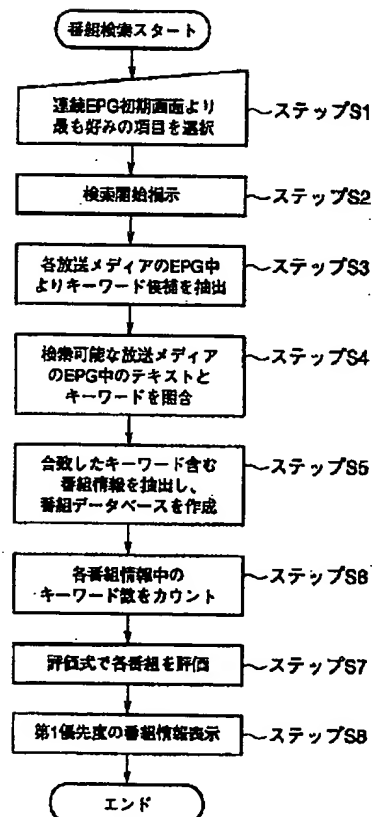 番組検索スタート
連続EPG初期画面より
最も好みの項目を選択
ステップS1
検索開始指示
ステップS2
各放送メディアのEPG中
よりキーワード候補を抽出
ステップS3
検索可能な放送メディア
のEPG中のテキストと
キーワードを照合
ステップS4
合致したキーワード含む
番組情報を抽出し、
番組データベースを作成
ステップS5
各番組情報中の
キーワード数をカウント
ステップS6
評価式で各番組を評価
ステップS7
第1優先度の番組情報表示
ステップS8
エンド